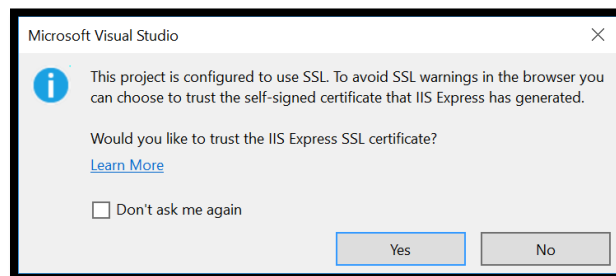 Microsoft Visual Studio
This project is configured to use SSL. To avoid SSL warnings in the browser you
can choose to trust the self-signed certificate that IIS Express has generated.
Would you like to trust the IIS Express SSL certificate?
Learn More
Don't ask me again
Yes No